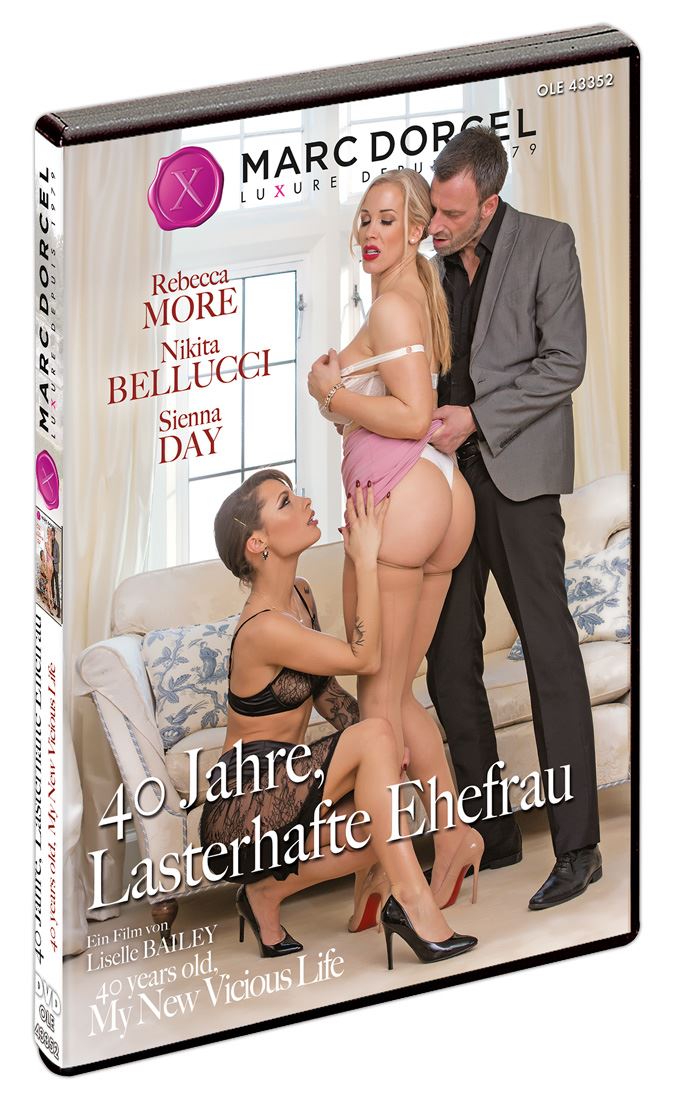 OLE 43352
X
MARC DORCEL
LUXURE DEPUIS 1979
Rebecca
MORE
Nikita
BELLUCCI
Sienna
DAY
40 Jahre,
Lasterhafte Ehefrau
Ein Film von
Liselle BAILEY
40 years old,
My New Vicious Life
MARC DORCEL
LUXURE DEPUIS 1979
X
40 Jahre, Lasterhafte Ehefrau
40 years old, My New Vicious Life
DVD
OLE
43352